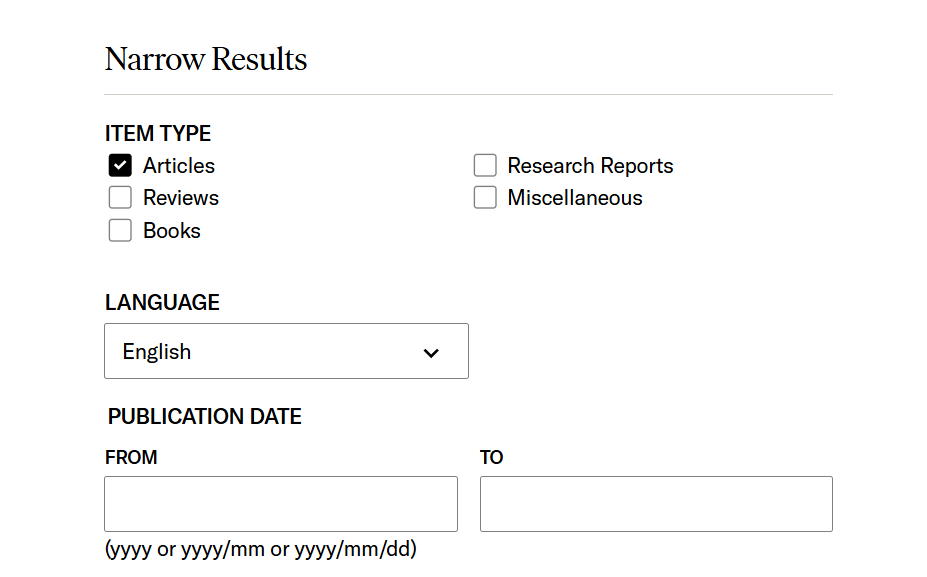 Narrow Results
ITEM TYPE
Articles
Research Reports
Reviews
Miscellaneous
Books
LANGUAGE
English
PUBLICATION DATE
FROM
TO
(yyyy or yyyy/mm or yyyy/mm/dd)